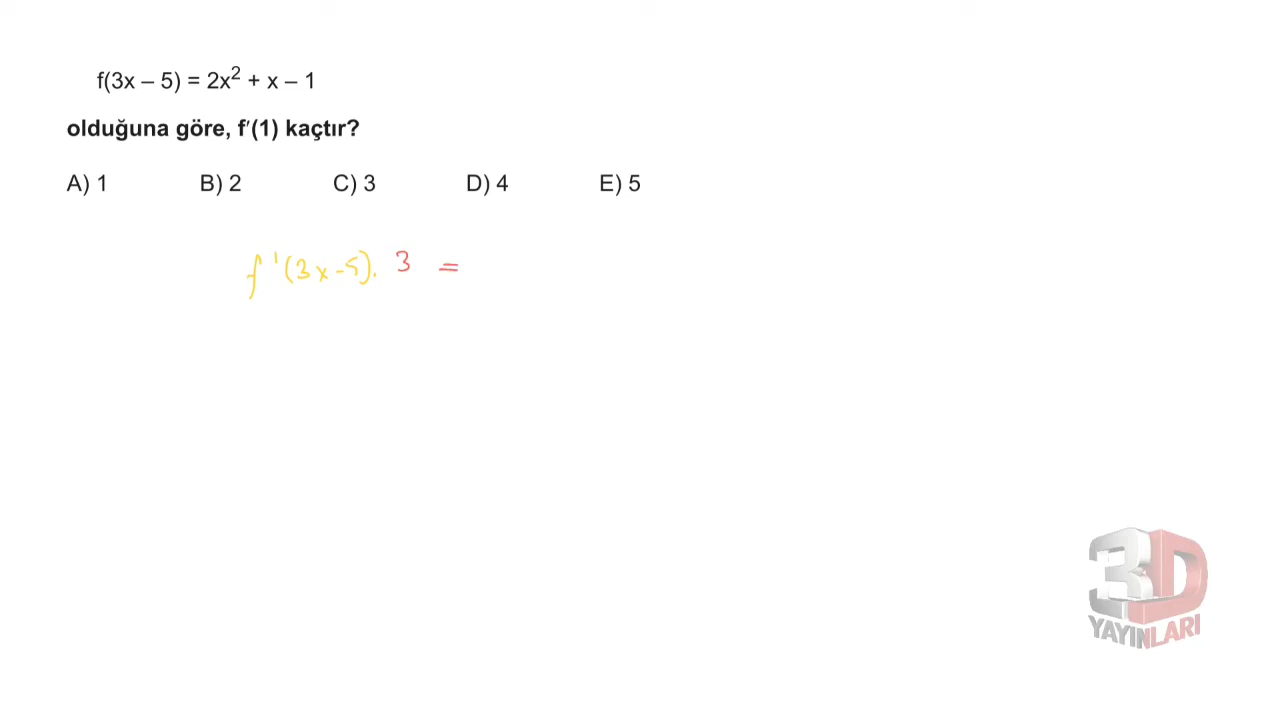 f(3x – 5) = 2x² + x – 1
olduğuna göre, f′(1) kaçtır?
A) 1 B) 2 C) 3 D) 4 E) 5
f'(3x-5). 3 =
3D
YAYINLARI